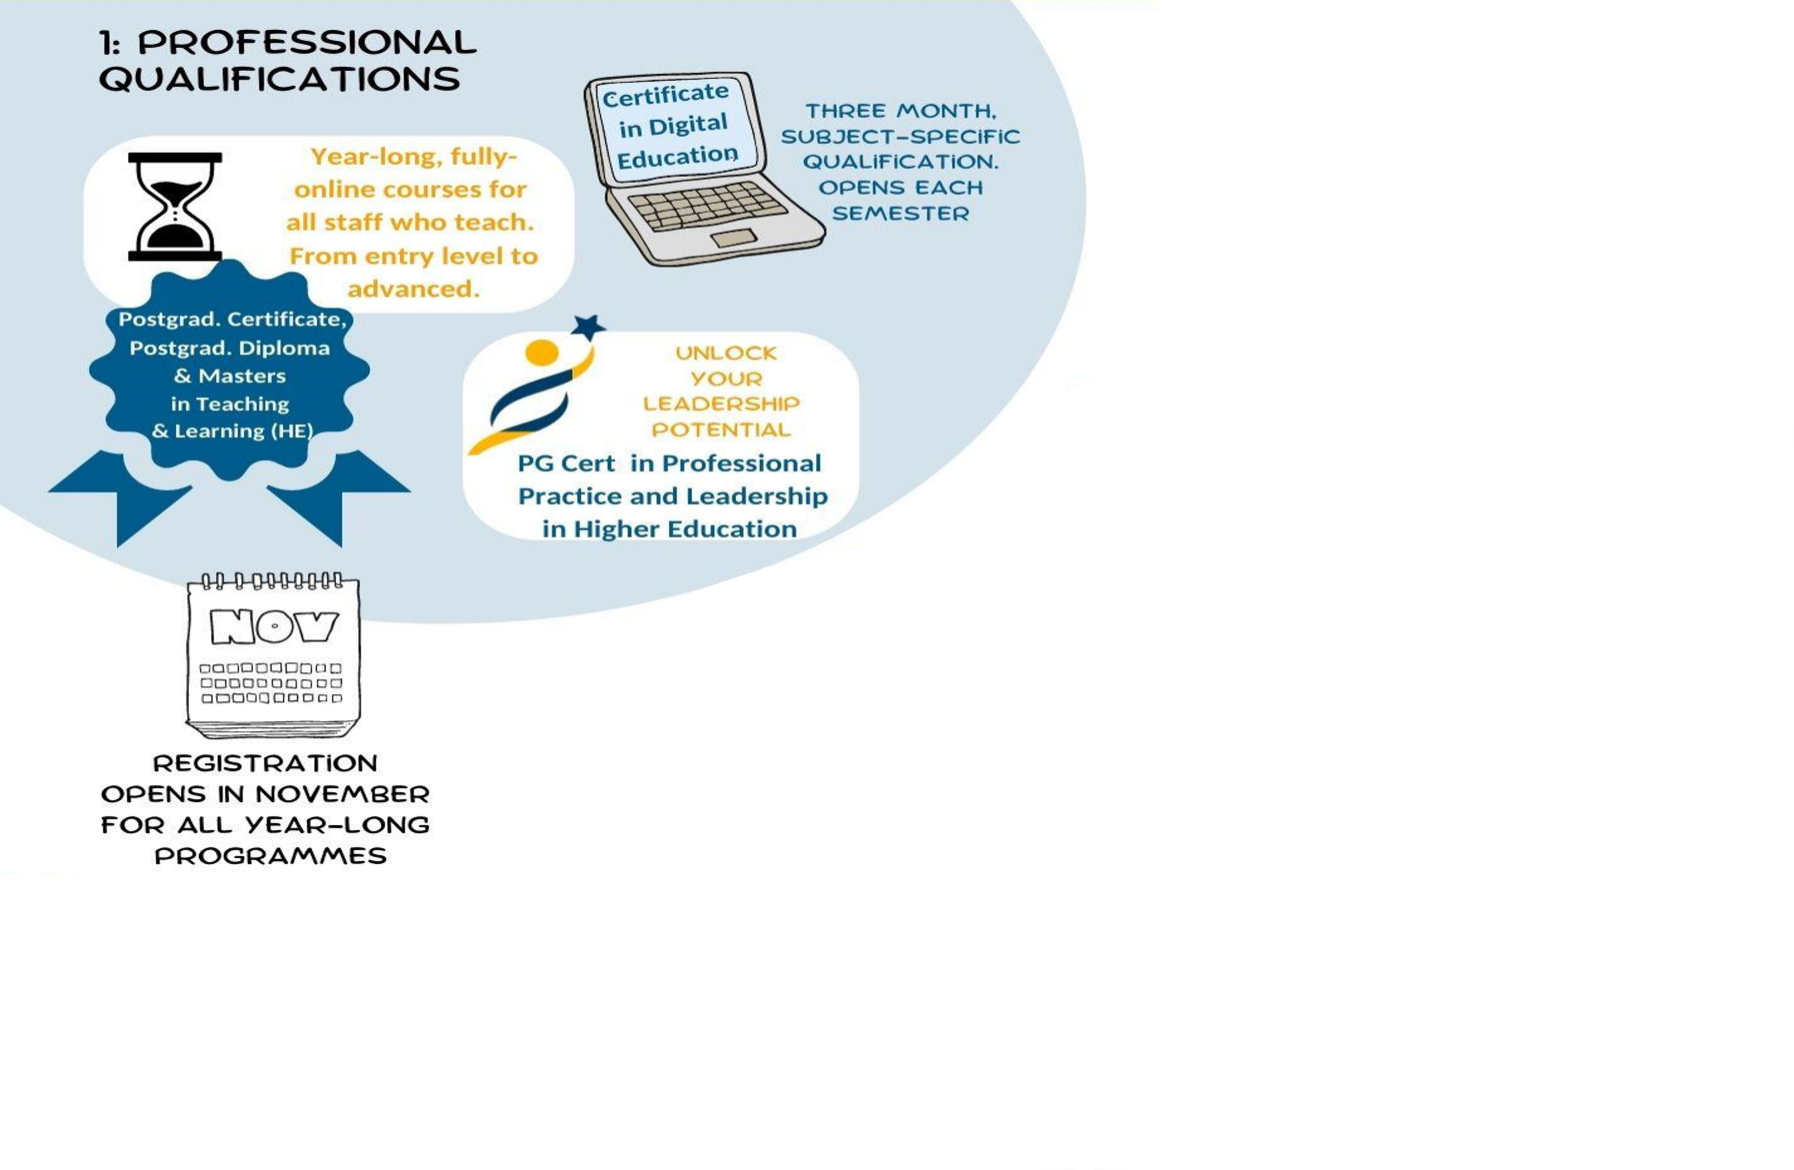 1: PROFESSIONAL
QUALIFICATIONS
Year-long, fully-
online courses for
all staff who teach.
From entry level to
advanced.
Postgrad. Certificate,
Postgrad. Diploma
& Masters
in Teaching
& Learning (HE)
Certificate
in Digital
Education
THREE MONTH,
SUBJECT-SPECIFIC
QUALIFICATION.
OPENS EACH
SEMESTER
UNLOCK
YOUR
LEADERSHIP
POTENTIAL
PG Cert in Professional
Practice and Leadership
in Higher Education
NOV
REGISTRATION
OPENS IN NOVEMBER
FOR ALL YEAR-LONG
PROGRAMMES